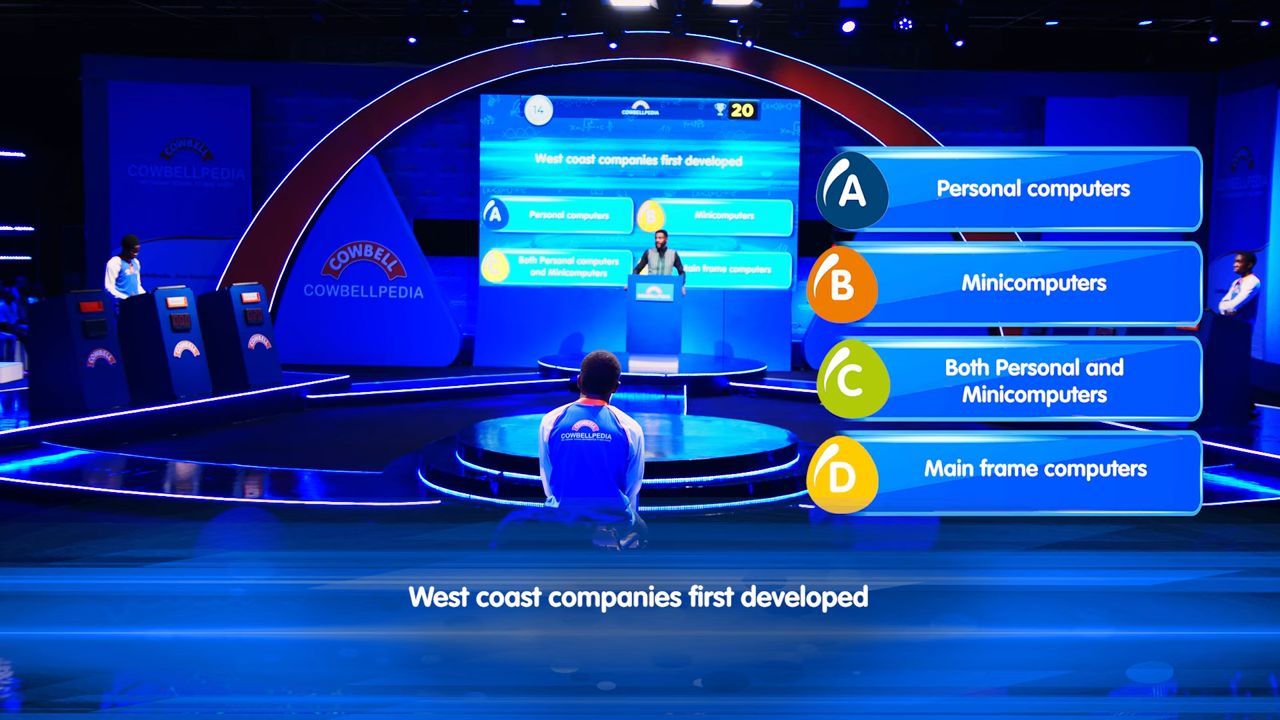 14
COWBELLPEDIA
20
West coast companies first developed
A
Personal computers
B
Minicomputers
Both Personal computers
and Minicomputers
frame computers
COWBELL
COWBELLPEDIA
COWBELL
COWBELLPEDIA
COWBELLPEDIA
A
Personal computers
B
Minicomputers
C
Both Personal and
Minicomputers
D
Main frame computers
West coast companies first developed